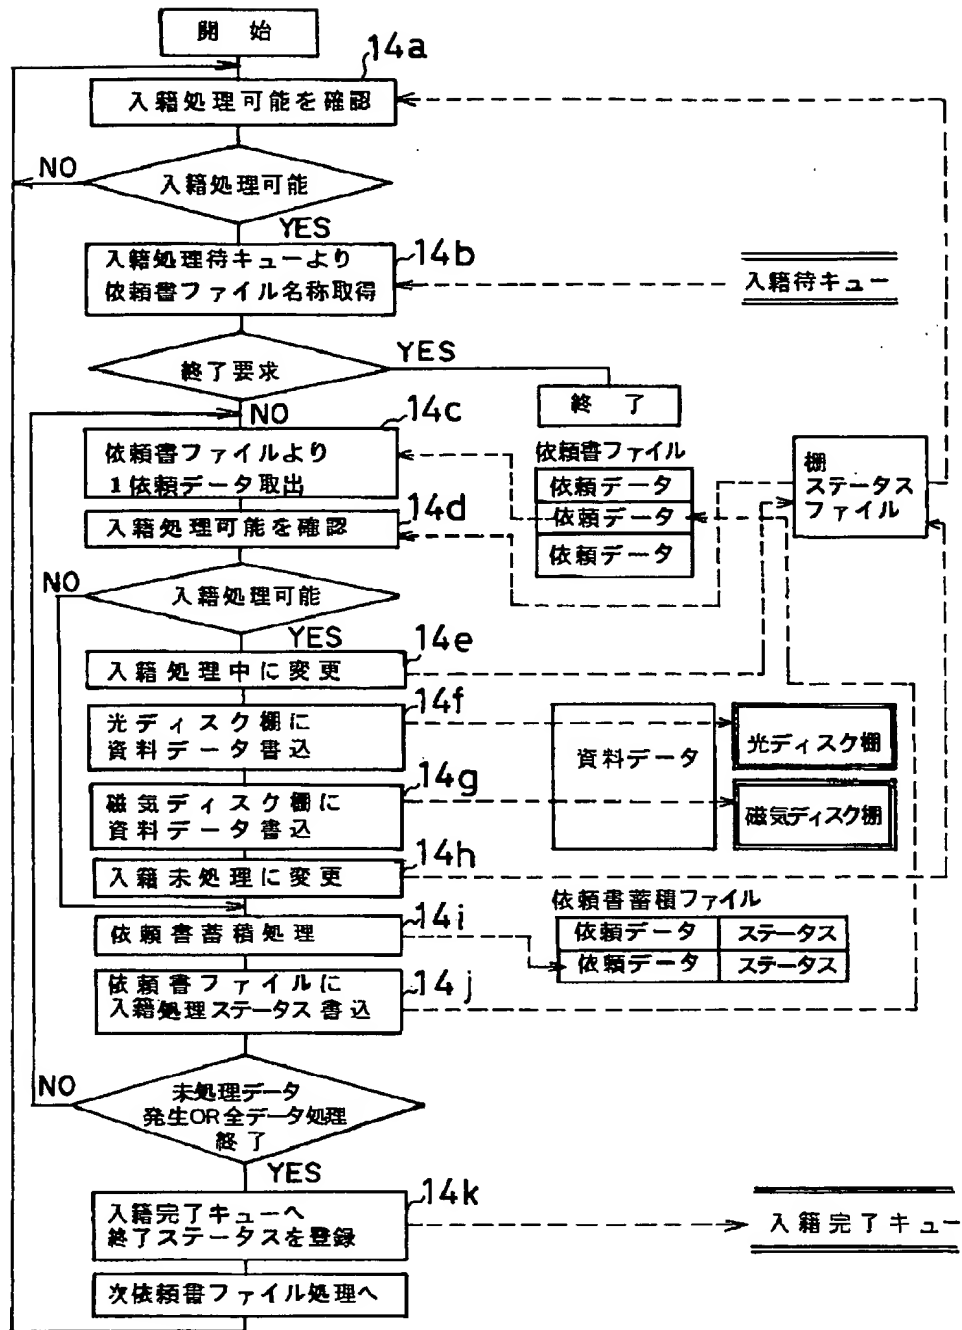 開始
14a
入籍処理可能を確認
NO
入籍処理可能
YES
14b
入籍処理待キューより
依頼書ファイル名称取得
入籍待キュー
終了要求
YES
終了
NO
14c
依頼書ファイルより
1依頼データ取出
依頼書ファイル
依頼データ
依頼データ
依頼データ
棚
ステータス
ファイル
14d
入籍処理可能を確認
NO
入籍処理可能
YES
14e
入籍処理中に変更
14f
光ディスク棚に
資料データ書込
資料データ
光ディスク棚
14g
磁気ディスク棚に
資料データ書込
磁気ディスク棚
14h
入籍未処理に変更
依頼書蓄積ファイル
依頼データ ステータス
依頼データ ステータス
14i
依頼書蓄積処理
14j
依頼書ファイルに
入籍処理ステータス書込
NO
未処理データ
発生OR全データ処理
終了
YES
14k
入籍完了キューへ
終了ステータスを登録
入籍完了キュー
次依頼書ファイル処理へ